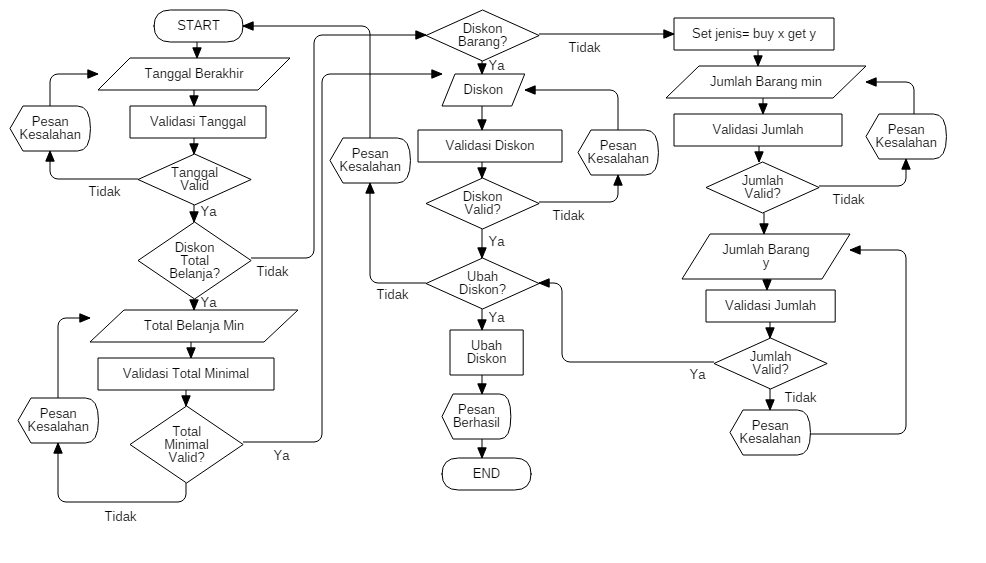 START
Tanggal Berakhir
Pesan
Kesalahan
Validasi Tanggal
Tanggal
Valid
Tidak
Ya
Diskon
Total
Belanja?
Tidak
Ya
Total Belanja Min
Validasi Total Minimal
Pesan
Kesalahan
Total
Minimal
Valid?
Ya
Tidak
Diskon
Barang?
Tidak
Ya
Diskon
Validasi Diskon
Pesan
Kesalahan
Pesan
Kesalahan
Diskon
Valid?
Tidak
Ya
Ubah
Diskon?
Tidak
Ya
Ubah
Diskon
Pesan
Berhasil
END
Set jenis= buy x get y
Jumlah Barang min
Validasi Jumlah
Pesan
Kesalahan
Jumlah
Valid?
Tidak
Jumlah Barang
y
Validasi Jumlah
Jumlah
Valid?
Ya
Tidak
Pesan
Kesalahan